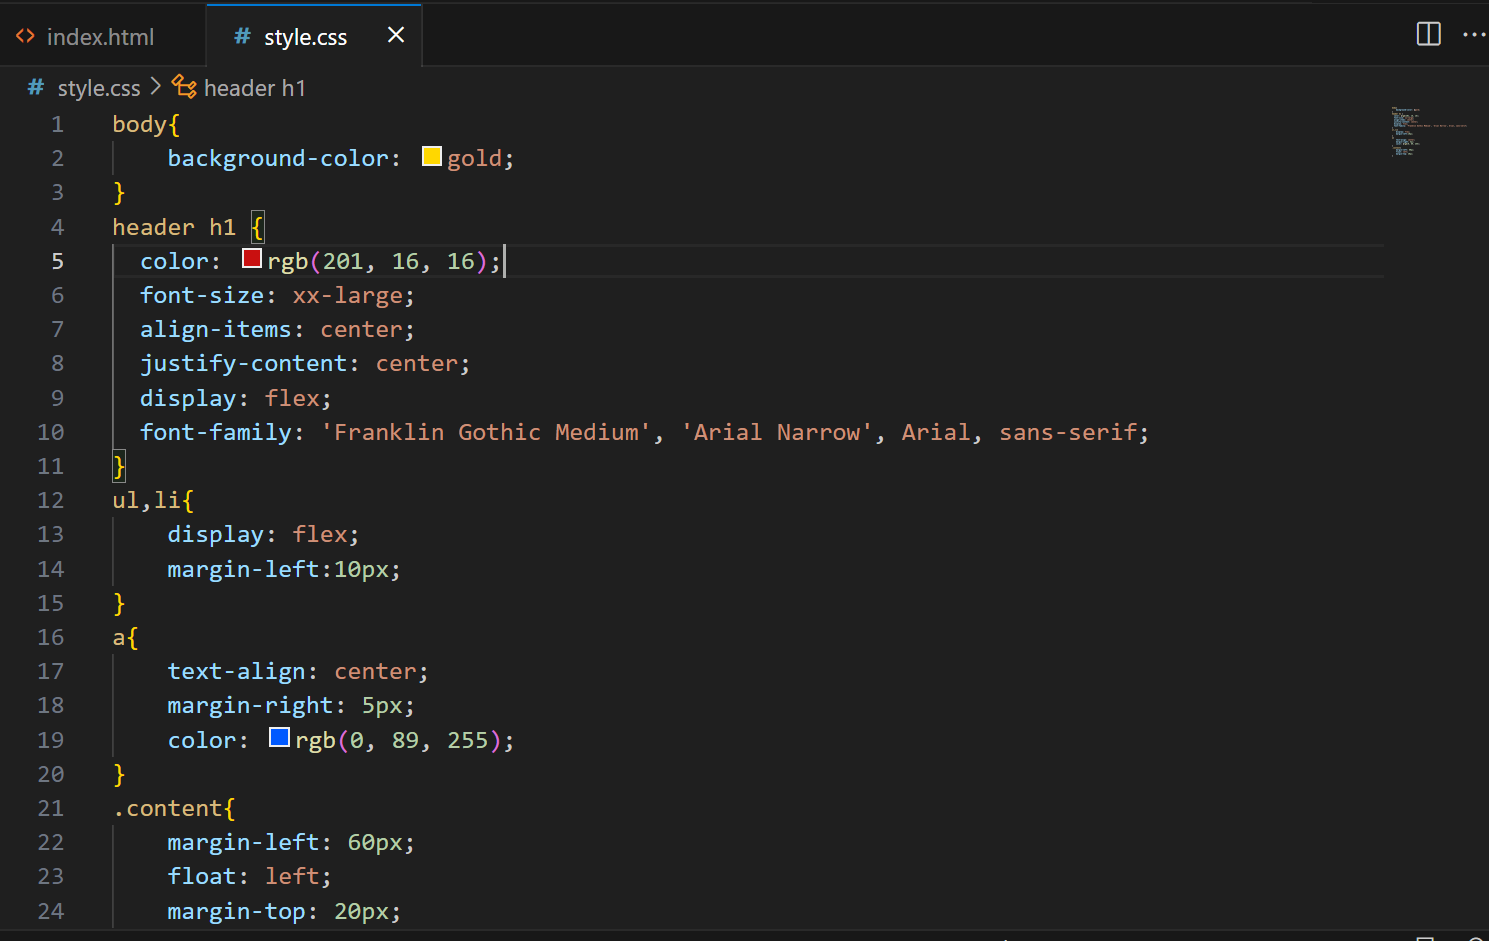 index.html
style.css
style.css > header h1
1 body{
2 background-color: gold;
3 }
4 header h1 {
5 color: rgb(201, 16, 16);
6 font-size: xx-large;
7 align-items: center;
8 justify-content: center;
9 display: flex;
10 font-family: 'Franklin Gothic Medium', 'Arial Narrow', Arial, sans-serif;
11 }
12 ul,li{
13 display: flex;
14 margin-left:10px;
15 }
16 a{
17 text-align: center;
18 margin-right: 5px;
19 color: rgb(0, 89, 255);
20 }
21 .content{
22 margin-left: 60px;
23 float: left;
24 margin-top: 20px;